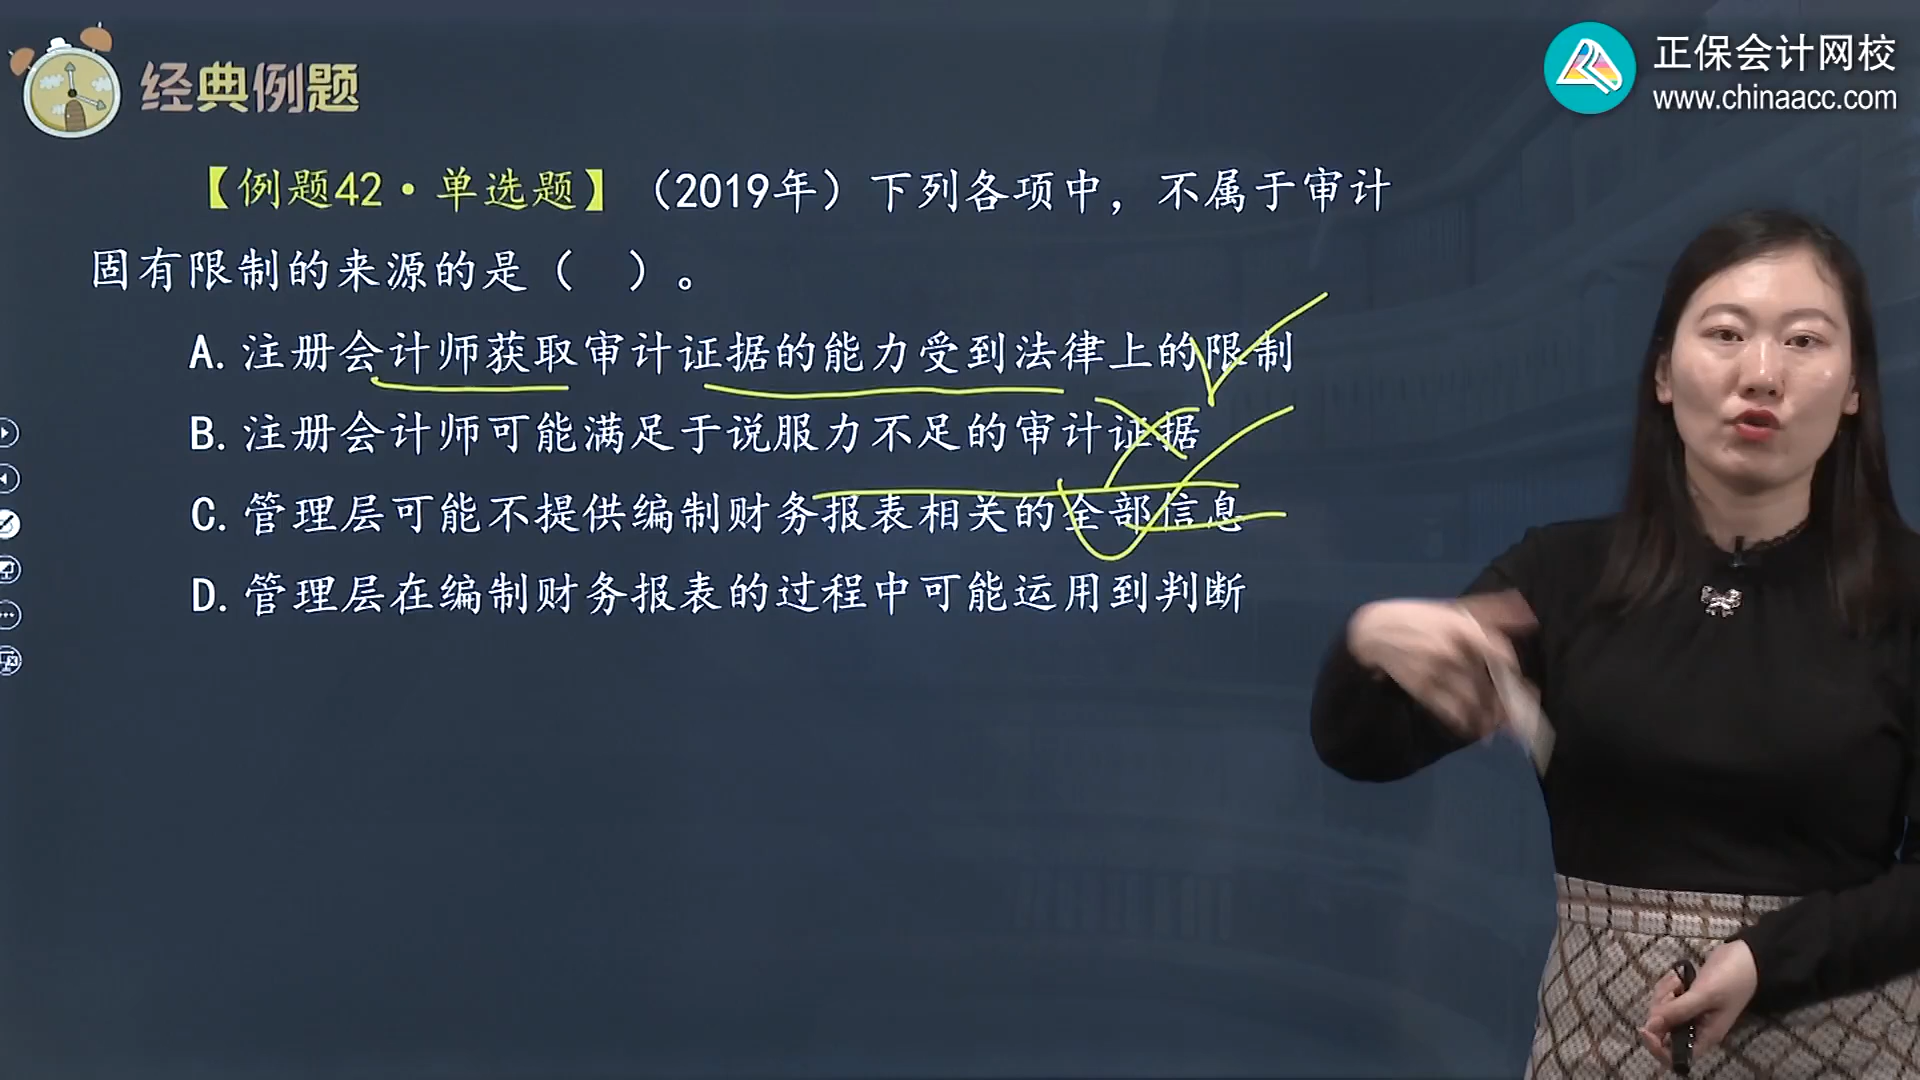 经典例题
正保会计网校
www.chinaacc.com
【例题42·单选题】（2019年）下列各项中，不属于审计
固有限制的来源的是（　）。
A. 注册会计师获取审计证据的能力受到法律上的限制
B. 注册会计师可能满足于说服力不足的审计证据
C. 管理层可能不提供编制财务报表相关的全部信息
D. 管理层在编制财务报表的过程中可能运用到判断